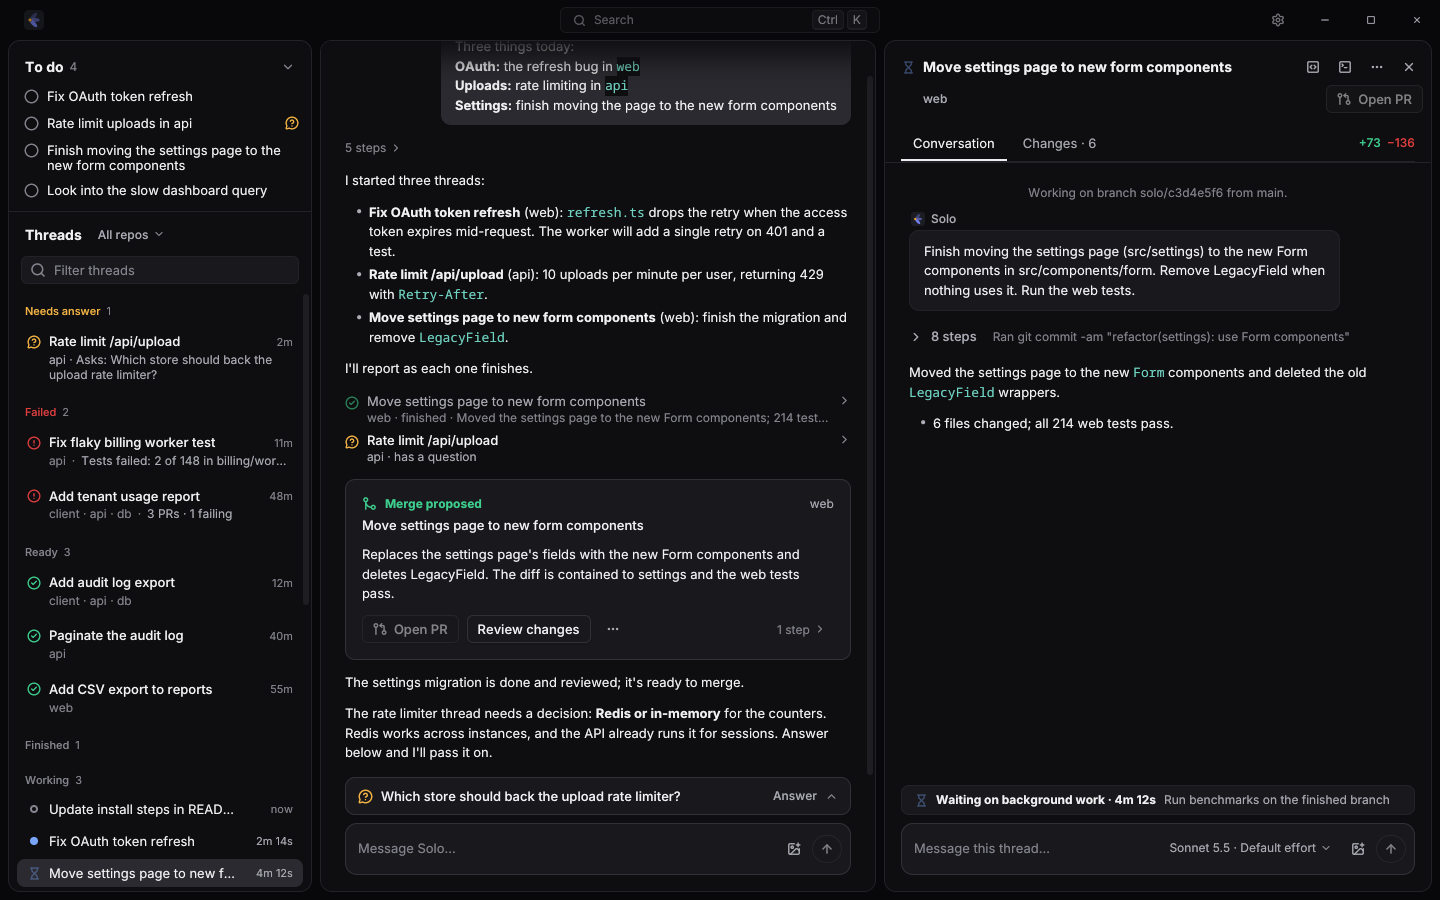 Search
Ctrl K
To do 4
Fix OAuth token refresh
Rate limit uploads in api
Finish moving the settings page to the
new form components
Look into the slow dashboard query
Threads All repos
Filter threads
Needs answer 1
Rate limit /api/upload 2m
api · Asks: Which store should back the
upload rate limiter?
Failed 2
Fix flaky billing worker test 11m
api · Tests failed: 2 of 148 in billing/wor...
Add tenant usage report 48m
client · api · db · 3 PRs · 1 failing
Ready 3
Add audit log export 12m
client · api · db
Paginate the audit log 40m
api
Add CSV export to reports 55m
web
Finished 1
Working 3
Update install steps in READ... now
Fix OAuth token refresh 2m 14s
Move settings page to new f... 4m 12s
Three things today:
OAuth: the refresh bug in web
Uploads: rate limiting in api
Settings: finish moving the page to the new form components
5 steps
I started three threads:
• Fix OAuth token refresh (web): refresh.ts drops the retry when the access
token expires mid-request. The worker will add a single retry on 401 and a
test.
• Rate limit /api/upload (api): 10 uploads per minute per user, returning 429
with Retry-After.
• Move settings page to new form components (web): finish the migration and
remove LegacyField.
I'll report as each one finishes.
Move settings page to new form components
web · finished · Moved the settings page to the new Form components; 214 test...
Rate limit /api/upload
api · has a question
Merge proposed web
Move settings page to new form components
Replaces the settings page's fields with the new Form components and
deletes LegacyField. The diff is contained to settings and the web tests
pass.
Open PR Review changes ... 1 step
The settings migration is done and reviewed; it's ready to merge.
The rate limiter thread needs a decision: Redis or in-memory for the counters.
Redis works across instances, and the API already runs it for sessions. Answer
below and I'll pass it on.
Which store should back the upload rate limiter? Answer
Message Solo...
Move settings page to new form components
web
Open PR
Conversation Changes · 6 +73 −136
Working on branch solo/c3d4e5f6 from main.
Solo
Finish moving the settings page (src/settings) to the new Form
components in src/components/form. Remove LegacyField when
nothing uses it. Run the web tests.
8 steps Ran git commit -am "refactor(settings): use Form components"
Moved the settings page to the new Form components and deleted the old
LegacyField wrappers.
• 6 files changed; all 214 web tests pass.
Waiting on background work · 4m 12s Run benchmarks on the finished branch
Message this thread... Sonnet 5.5 · Default effort